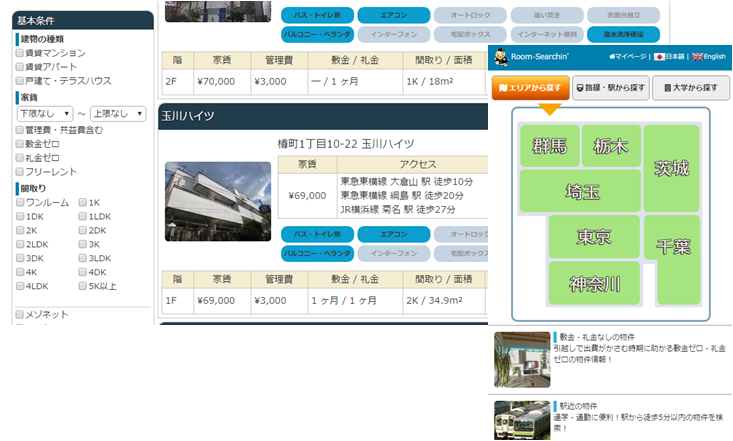 基本条件
建物の種類
賃貸マンション
賃貸アパート
戸建て・テラスハウス
家賃
下限なし ～ 上限なし
管理費・共益費含む
敷金ゼロ
礼金ゼロ
フリーレント
間取り
ワンルーム 1K
1DK 1LDK
2K 2DK
2LDK 3K
3DK 3LDK
4K 4DK
4LDK 5K以上
メゾネット
バス・トイレ別 エアコン オートロック 追い焚き 洗面台独立
バルコニー・ベランダ インターフォン 宅配ボックス インターネット無料 温水洗浄便座
階 家賃 管理費 敷金 / 礼金 間取り / 面積
2F ¥70,000 ¥3,000 — / 1 ヶ月 1K / 18m²
玉川ハイツ
樽町1丁目10-22 玉川ハイツ
家賃 アクセス
¥69,000
東急東横線 大倉山 駅 徒歩10分
東急東横線 綱島 駅 徒歩20分
JR横浜線 菊名 駅 徒歩27分
バス・トイレ別 エアコン オートロッ
バルコニー・ベランダ インターフォン 宅配ボックス
階 家賃 管理費 敷金 / 礼金 間取り / 面積
1F ¥69,000 ¥3,000 1 ヶ月 / 1 ヶ月 2K / 34.9m²
Room-Searchin'
マイページ | 日本語 | English
エリアから探す 路線・駅から探す 大学から探す
群馬 栃木 茨城
埼玉
東京 千葉
神奈川
敷金・礼金なしの物件
引越しで出費がかさむ時期に助かる敷金ゼロ・礼金
ゼロの物件情報！
駅近の物件
通学・通勤に便利！駅から徒歩5分以内の物件を検
索！